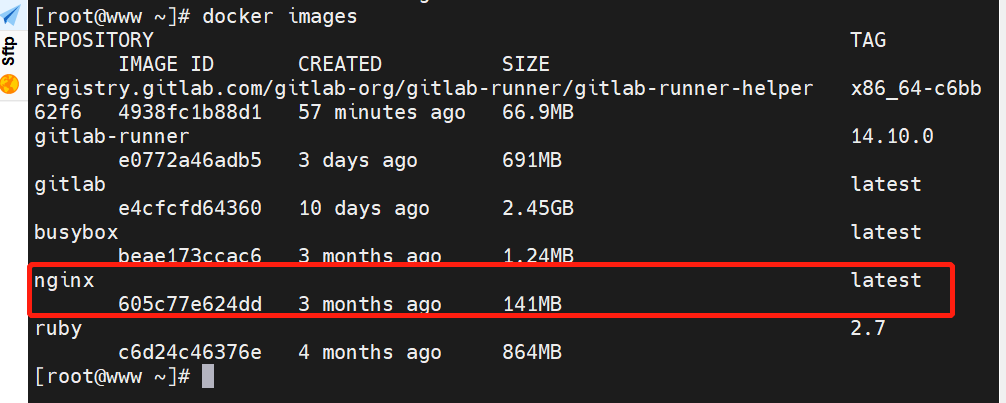 [root@www ~]# docker images
REPOSITORY TAG
IMAGE ID CREATED SIZE
registry.gitlab.com/gitlab-org/gitlab-runner/gitlab-runner-helper x86_64-c6bb
62f6 4938fc1b88d1 57 minutes ago 66.9MB
gitlab-runner 14.10.0
e0772a46adb5 3 days ago 691MB
gitlab latest
e4cfcfd64360 10 days ago 2.45GB
busybox latest
beae173ccac6 3 months ago 1.24MB
nginx latest
605c77e624dd 3 months ago 141MB
ruby 2.7
c6d24c46376e 4 months ago 864MB
[root@www ~]#
Sftp